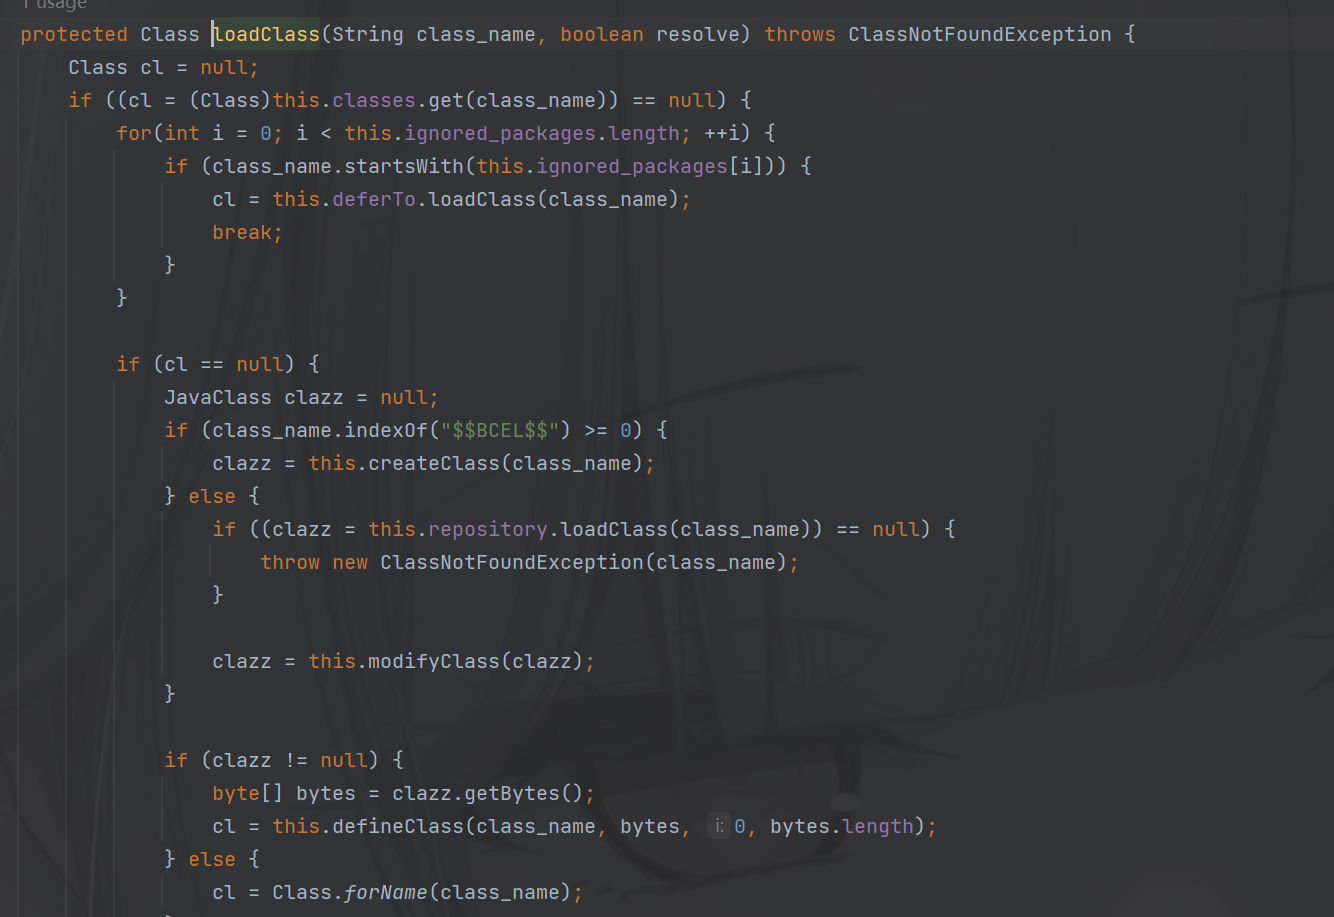 1 usage
protected Class loadClass(String class_name, boolean resolve) throws ClassNotFoundException {
    Class cl = null;
    if ((cl = (Class)this.classes.get(class_name)) == null) {
        for(int i = 0; i < this.ignored_packages.length; ++i) {
            if (class_name.startsWith(this.ignored_packages[i])) {
                cl = this.deferTo.loadClass(class_name);
                break;
            }
        }

        if (cl == null) {
            JavaClass clazz = null;
            if (class_name.indexOf("$$BCEL$$") >= 0) {
                clazz = this.createClass(class_name);
            } else {
                if ((clazz = this.repository.loadClass(class_name)) == null) {
                    throw new ClassNotFoundException(class_name);
                }

                clazz = this.modifyClass(clazz);
            }

            if (clazz != null) {
                byte[] bytes = clazz.getBytes();
                cl = this.defineClass(class_name, bytes, i: 0, bytes.length);
            } else {
                cl = Class.forName(class_name);
            }